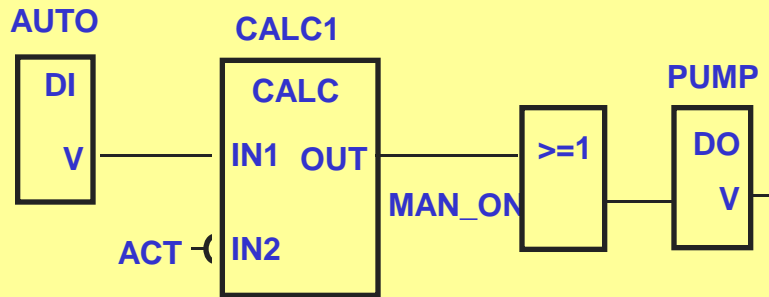 AUTO
CALC1
DI
V
CALC
IN1 OUT
ACT
IN2
>=1
MAN_ON
PUMP
DO
V